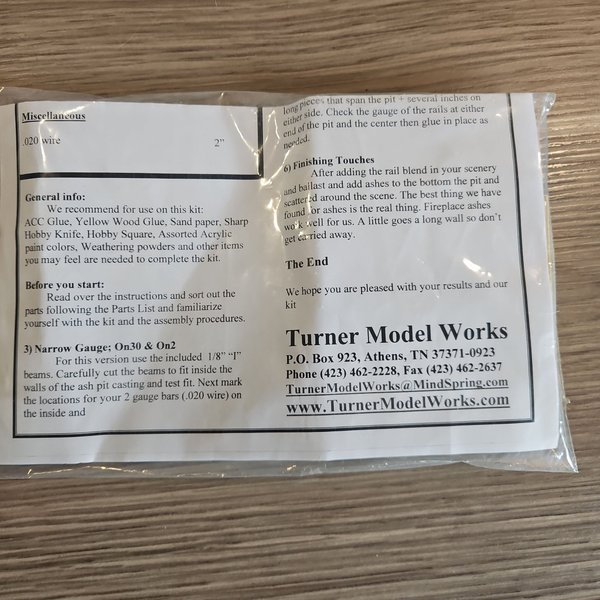 Miscellaneous
.020 wire 2”
General info:
We recommend for use on this kit:
ACC Glue, Yellow Wood Glue, Sand paper, Sharp
Hobby Knife, Hobby Square, Assorted Acrylic
paint colors, Weathering powders and other items
you may feel are needed to complete the kit.
Before you start:
Read over the instructions and sort out the
parts following the Parts List and familiarize
yourself with the kit and the assembly procedures.
3) Narrow Gauge; On30 & On2
For this version use the included 1/8” “I”
beams. Carefully cut the beams to fit inside the
walls of the ash pit casting and test fit. Next mark
the locations for your 2 gauge bars (.020 wire) on
the inside and
long pieces that span the pit + several inches on
either side. Check the gauge of the rails at either
end of the pit and the center then glue in place as
needed.
6) Finishing Touches
After adding the rail blend in your scenery
and ballast and add ashes to the bottom the pit and
scattered around the scene. The best thing we have
found for ashes is the real thing. Fireplace ashes
work well for us. A little goes a long wall so don’t
get carried away.
The End
We hope you are pleased with your results and our
kit
Turner Model Works
P.O. Box 923, Athens, TN 37371-0923
Phone (423) 462-2228, Fax (423) 462-2637
TurnerModelWorks@MindSpring.com
www.TurnerModelWorks.com